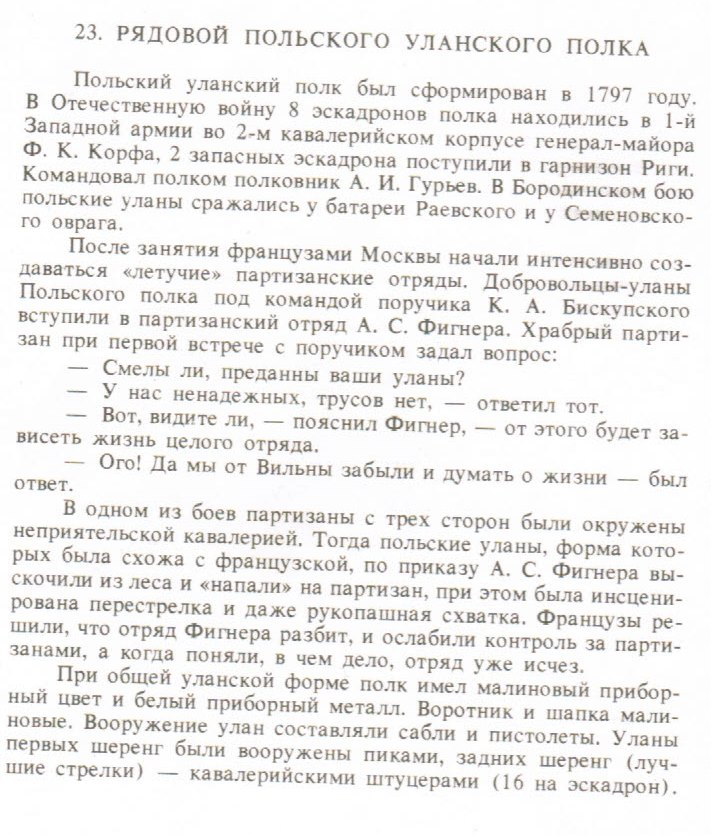 23. РЯДОВОЙ ПОЛЬСКОГО УЛАНСКОГО ПОЛКА
Польский уланский полк был сформирован в 1797 году.
В Отечественную войну 8 эскадронов полка находились в 1-й
Западной армии во 2-м кавалерийском корпусе генерал-майора
Ф. К. Корфа, 2 запасных эскадрона поступили в гарнизон Риги.
Командовал полком полковник А. И. Гурьев. В Бородинском бою
польские уланы сражались у батареи Раевского и у Семеновско-
го оврага.
После занятия французами Москвы начали интенсивно соз-
даваться «летучие» партизанские отряды. Добровольцы-уланы
Польского полка под командой поручика К. А. Бискупского
вступили в партизанский отряд А. С. Фигнера. Храбрый парти-
зан при первой встрече с поручиком задал вопрос:
— Смелы ли, преданны ваши уланы?
— У нас ненадежных, трусов нет, — ответил тот.
— Вот, видите ли, — пояснил Фигнер, — от этого будет за-
висеть жизнь целого отряда.
— Ого! Да мы от Вильны забыли и думать о жизни — был
ответ.
В одном из боев партизаны с трех сторон были окружены
неприятельской кавалерией. Тогда польские уланы, форма кото-
рых была схожа с французской, по приказу А. С. Фигнера вы-
скочили из леса и «напали» на партизан, при этом была инсцени-
рована перестрелка и даже рукопашная схватка. Французы ре-
шили, что отряд Фигнера разбит, и ослабили контроль за парти-
занами, а когда поняли, в чем дело, отряд уже исчез.
При общей уланской форме полк имел малиновый прибор-
ный цвет и белый приборный металл. Воротник и шапка мали-
новые. Вооружение улан составляли сабли и пистолеты. Уланы
первых шеренг были вооружены пиками, задних шеренг (луч-
шие стрелки) — кавалерийскими штуцерами (16 на эскадрон).